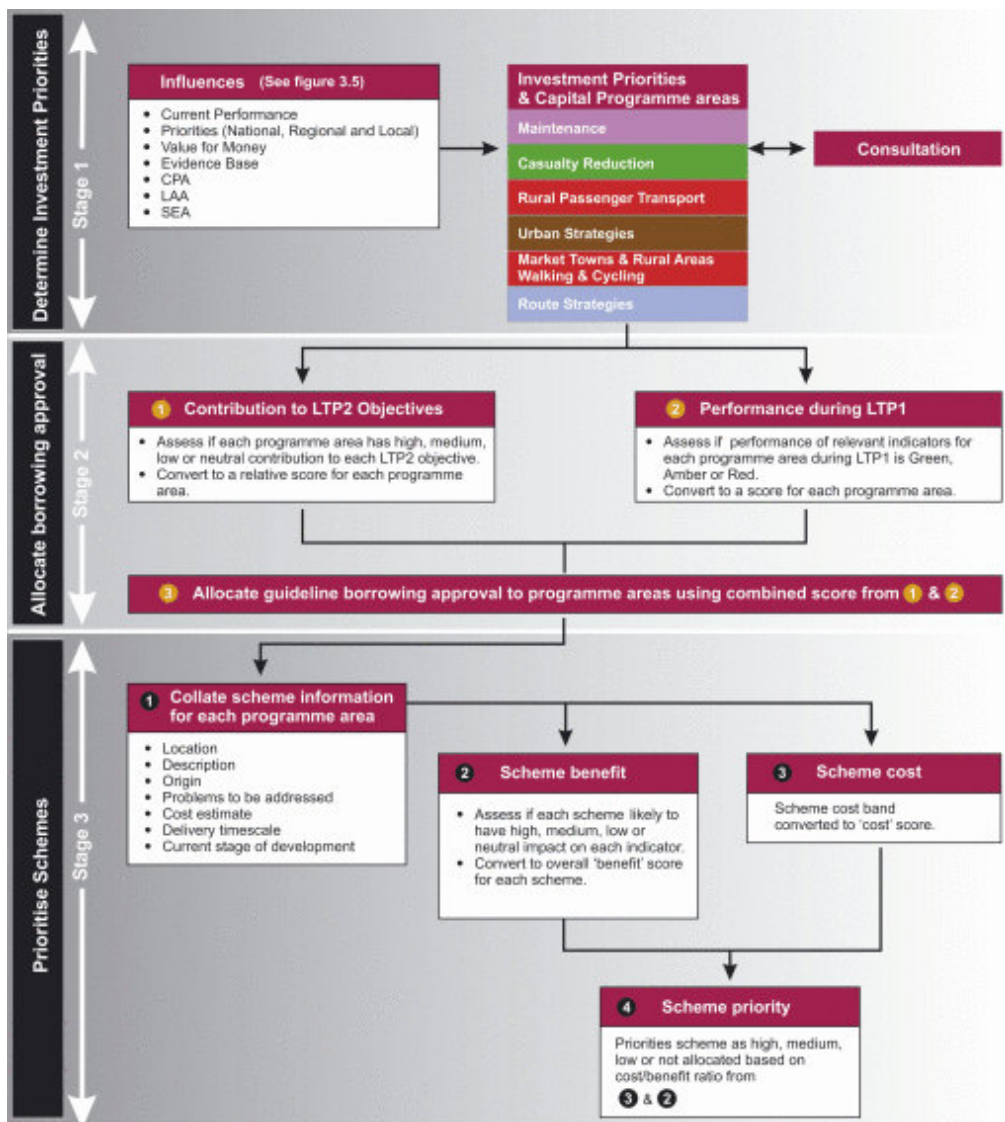 Determine Investment Priorities
Stage 1
Influences (See figure 3.5)
• Current Performance
• Priorities (National, Regional and Local)
• Value for Money
• Evidence Base
• CPA
• LAA
• SEA
Investment Priorities
& Capital Programme areas
Maintenance
Casualty Reduction
Rural Passenger Transport
Urban Strategies
Market Towns & Rural Areas
Walking & Cycling
Route Strategies
Consultation
Allocate borrowing approval
Stage 2
1 Contribution to LTP2 Objectives
• Assess if each programme area has high, medium,
low or neutral contribution to each LTP2 objective.
• Convert to a relative score for each programme
area.
2 Performance during LTP1
• Assess if performance of relevant indicators for
each programme area during LTP1 is Green,
Amber or Red.
• Convert to a score for each programme area.
3 Allocate guideline borrowing approval to programme areas using combined score from 1 & 2
Prioritise Schemes
Stage 3
1 Collate scheme information
for each programme area
• Location
• Description
• Origin
• Problems to be addressed
• Cost estimate
• Delivery timescale
• Current stage of development
2 Scheme benefit
• Assess if each scheme likely to
have high, medium, low or
neutral impact on each indicator.
• Convert to overall 'benefit' score
for each scheme.
3 Scheme cost
Scheme cost band
converted to 'cost' score.
4 Scheme priority
Priorities scheme as high, medium,
low or not allocated based on
cost/benefit ratio from
3 & 2